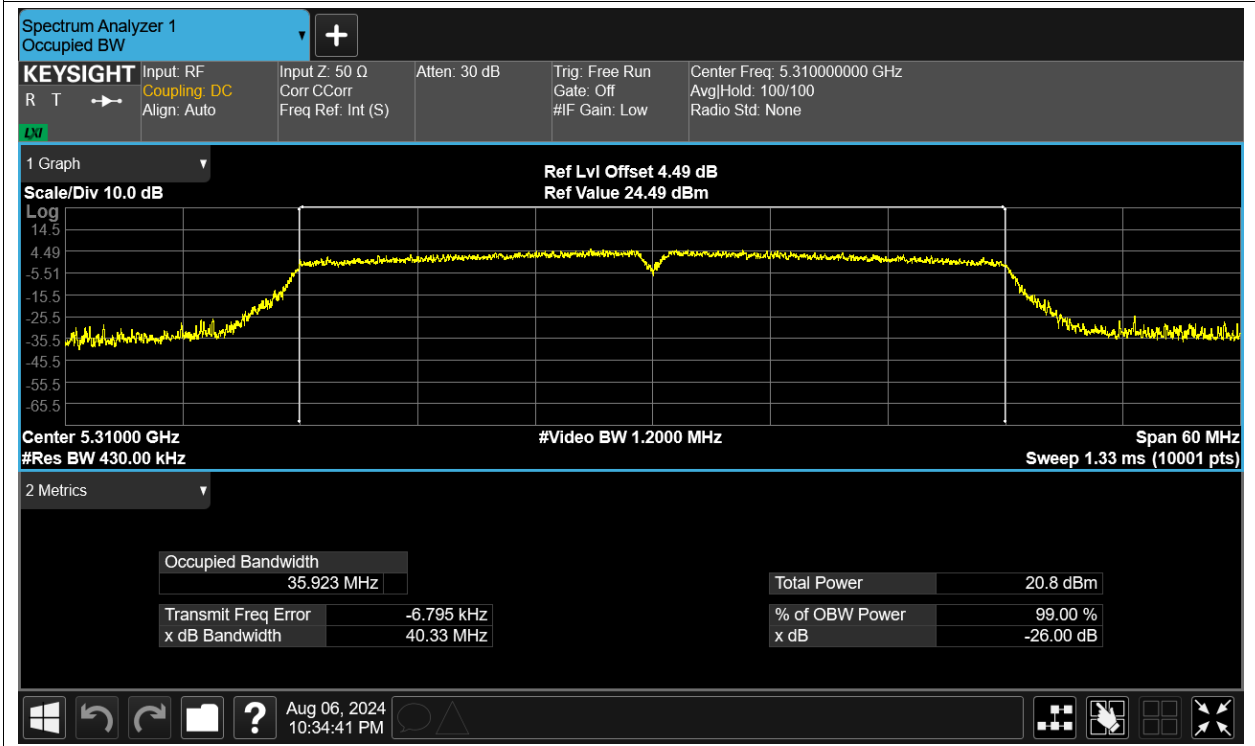 Spectrum Analyzer 1
Occupied BW
KEYSIGHT
R T
LXI
Input: RF
Coupling: DC
Align: Auto
Input Z: 50 Ω
Corr CCorr
Freq Ref: Int (S)
Atten: 30 dB
Trig: Free Run
Gate: Off
#IF Gain: Low
Center Freq: 5.310000000 GHz
Avg|Hold: 100/100
Radio Std: None
1 Graph
Scale/Div 10.0 dB
Ref Lvl Offset 4.49 dB
Ref Value 24.49 dBm
Log
14.5
4.49
-5.51
-15.5
-25.5
-35.5
-45.5
-55.5
-65.5
Center 5.31000 GHz
#Res BW 430.00 kHz
#Video BW 1.2000 MHz
Span 60 MHz
Sweep 1.33 ms (10001 pts)
2 Metrics
Occupied Bandwidth
35.923 MHz
Transmit Freq Error -6.795 kHz
x dB Bandwidth 40.33 MHz
Total Power 20.8 dBm
% of OBW Power 99.00 %
x dB -26.00 dB
?
Aug 06, 2024
10:34:41 PM